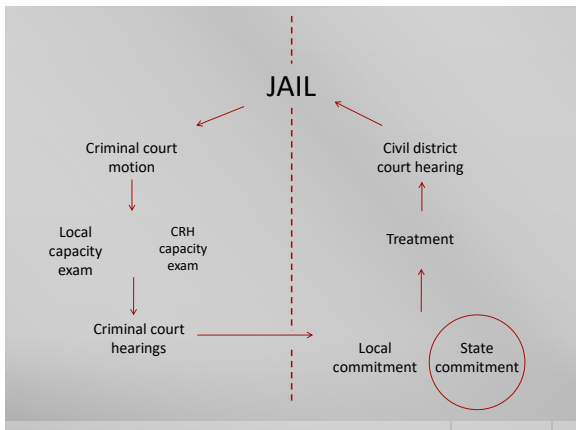 JAIL
Criminal court
motion
Local
capacity
exam
CRH
capacity
exam
Criminal court
hearings
Civil district
court hearing
Treatment
Local
commitment
State
commitment